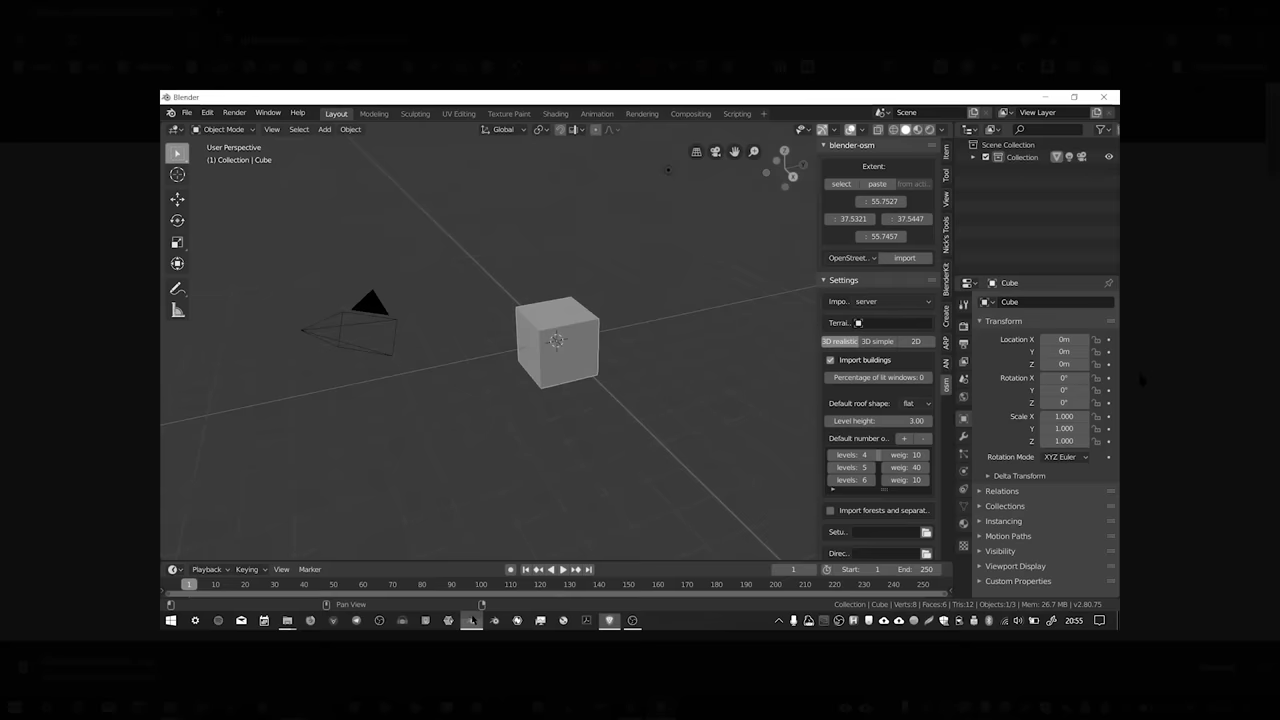 Blender
File Edit Render Window Help Layout Modeling Sculpting UV Editing Texture Paint Shading Animation Rendering Compositing Scripting + Scene View Layer
Object Mode View Select Add Object Global
User Perspective
(1) Collection | Cube
blender-osm
Extent:
select paste from acti..
: 55.7527
: 37.5321 : 37.5447
: 55.7457
OpenStreet.. import
Settings
Impo.. server
Terrai..
3D realistic 3D simple 2D
Import buildings
Percentage of lit windows: 0
Default roof shape: flat
Level height: 3.00
Default number o.. + -
levels: 4 weig: 10
levels: 5 weig: 40
levels: 6 weig: 10
Import forests and separat..
Setu..
Direc..
Item
Tool
View
Nick's Tools
BlenderKit
Create
ARP
AN
osm
Scene Collection
Collection
Cube
Cube
Transform
Location X 0m
Y 0m
Z 0m
Rotation X 0°
Y 0°
Z 0°
Scale X 1.000
Y 1.000
Z 1.000
Rotation Mode XYZ Euler
Delta Transform
Relations
Collections
Instancing
Motion Paths
Visibility
Viewport Display
Custom Properties
Playback Keying View Marker 1 Start: 1 End: 250
1 10 20 30 40 50 60 70 80 90 100 110 120 130 140 150 160 170 180 190 200 210 220 230 240 250
Pan View
Collection | Cube | Verts:8 | Faces:6 | Tris:12 | Objects:1/3 | Mem: 26.7 MB | v2.80.75
20:55